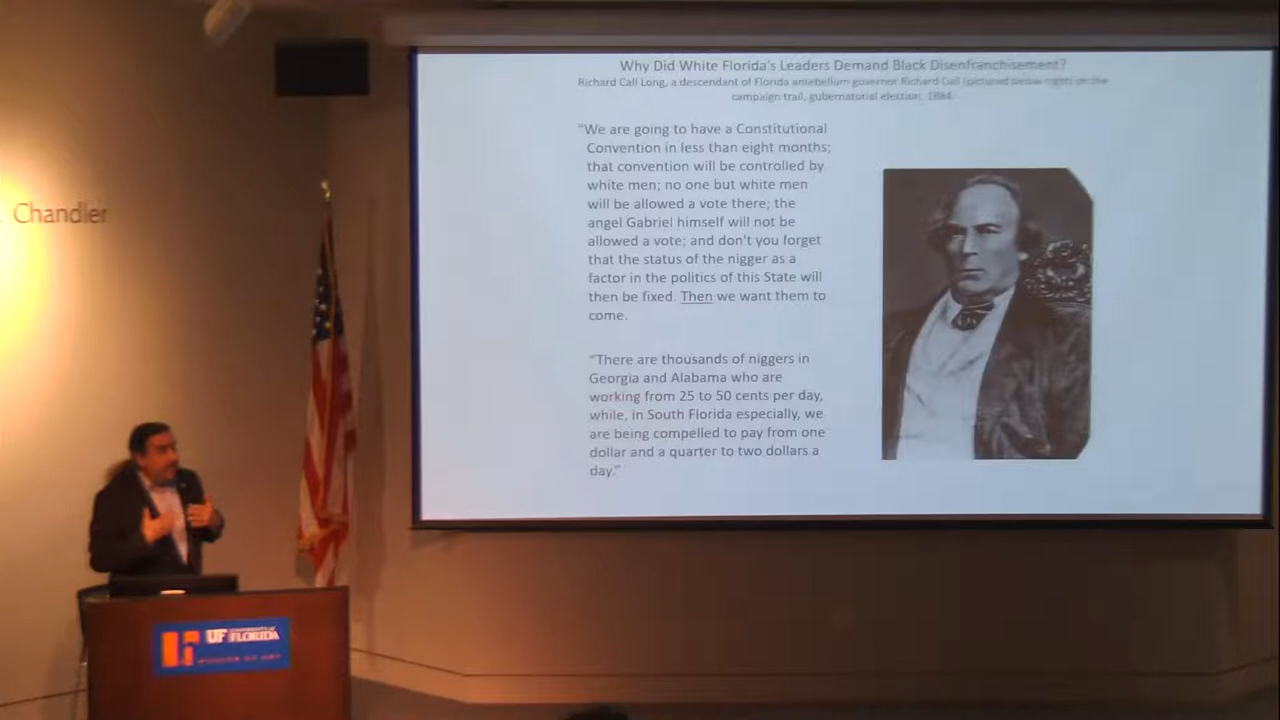 Why Did White Florida's Leaders Demand Black Disenfranchisement?
Richard Call Long, a descendant of Florida antebellum governor Richard Call (pictured below right) on the
campaign trail, gubernatorial election, 1884.
"We are going to have a Constitutional
Convention in less than eight months;
that convention will be controlled by
white men; no one but white men
will be allowed a vote there; the
angel Gabriel himself will not be
allowed a vote; and don't you forget
that the status of the nigger as a
factor in the politics of this State will
then be fixed. Then we want them to
come.
"There are thousands of niggers in
Georgia and Alabama who are
working from 25 to 50 cents per day,
while, in South Florida especially, we
are being compelled to pay from one
dollar and a quarter to two dollars a
day."
Chandler
UF UNIVERSITY of
FLORIDA
MUSEUM OF ART